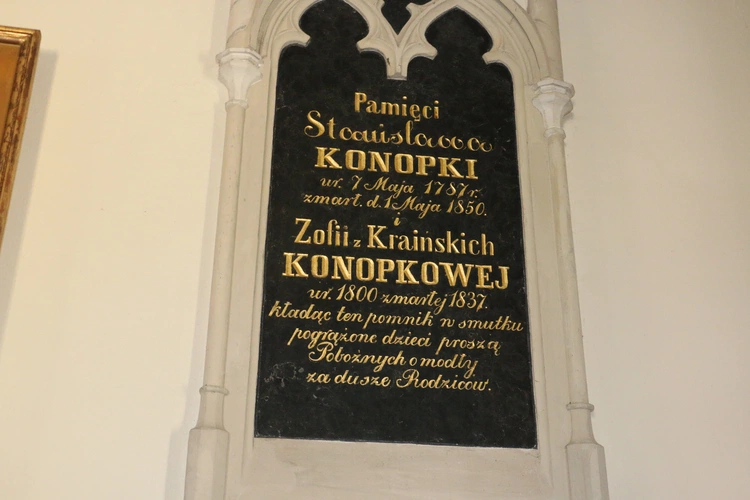 Pamięci
Stanisława
KONOPKI
ur. 7 Maja 1787 r.
zmarł. d. 1 Maja 1850.
i
Zofii z Kraińskich
KONOPKOWEJ
ur. 1800 zmarłej 1837.
kładąc ten pomnik w smutku
pogrążone dzieci proszą
Pobożnych o modły
za dusze Rodziców.